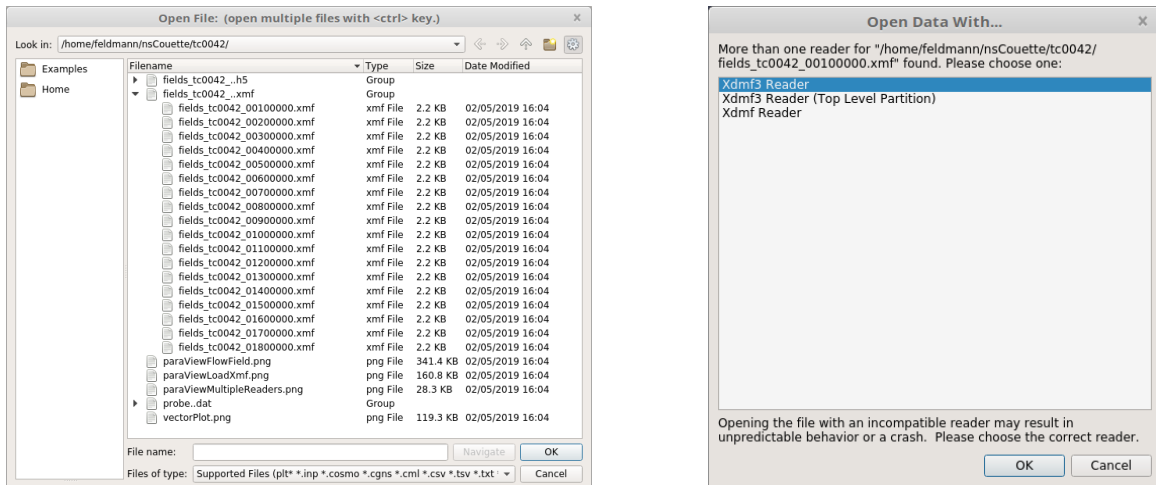 Open File: (open multiple files with <ctrl> key.)
Look in: /home/feldmann/nsCouette/tc0042/
Examples
Home
Filename Type Size Date Modified
fields_tc0042_..h5 Group
fields_tc0042_..xmf Group
fields_tc0042_00100000.xmf xmf File 2.2 KB 02/05/2019 16:04
fields_tc0042_00200000.xmf xmf File 2.2 KB 02/05/2019 16:04
fields_tc0042_00300000.xmf xmf File 2.2 KB 02/05/2019 16:04
fields_tc0042_00400000.xmf xmf File 2.2 KB 02/05/2019 16:04
fields_tc0042_00500000.xmf xmf File 2.2 KB 02/05/2019 16:04
fields_tc0042_00600000.xmf xmf File 2.2 KB 02/05/2019 16:04
fields_tc0042_00700000.xmf xmf File 2.2 KB 02/05/2019 16:04
fields_tc0042_00800000.xmf xmf File 2.2 KB 02/05/2019 16:04
fields_tc0042_00900000.xmf xmf File 2.2 KB 02/05/2019 16:04
fields_tc0042_01000000.xmf xmf File 2.2 KB 02/05/2019 16:04
fields_tc0042_01100000.xmf xmf File 2.2 KB 02/05/2019 16:04
fields_tc0042_01200000.xmf xmf File 2.2 KB 02/05/2019 16:04
fields_tc0042_01300000.xmf xmf File 2.2 KB 02/05/2019 16:04
fields_tc0042_01400000.xmf xmf File 2.2 KB 02/05/2019 16:04
fields_tc0042_01500000.xmf xmf File 2.2 KB 02/05/2019 16:04
fields_tc0042_01600000.xmf xmf File 2.2 KB 02/05/2019 16:04
fields_tc0042_01700000.xmf xmf File 2.2 KB 02/05/2019 16:04
fields_tc0042_01800000.xmf xmf File 2.2 KB 02/05/2019 16:04
paraViewFlowField.png png File 341.4 KB 02/05/2019 16:04
paraViewLoadXmf.png png File 160.8 KB 02/05/2019 16:04
paraViewMultipleReaders.png png File 28.3 KB 02/05/2019 16:04
probe..dat Group
vectorPlot.png png File 119.3 KB 02/05/2019 16:04
File name: Navigate OK
Files of type: Supported Files (plt* *.inp *.cosmo *.cgns *.cml *.csv *.tsv *.txt Cancel
Open Data With...
More than one reader for "/home/feldmann/nsCouette/tc0042/
fields_tc0042_00100000.xmf" found. Please choose one:
Xdmf3 Reader
Xdmf3 Reader (Top Level Partition)
Xdmf Reader
Opening the file with an incompatible reader may result in
unpredictable behavior or a crash. Please choose the correct reader.
OK Cancel